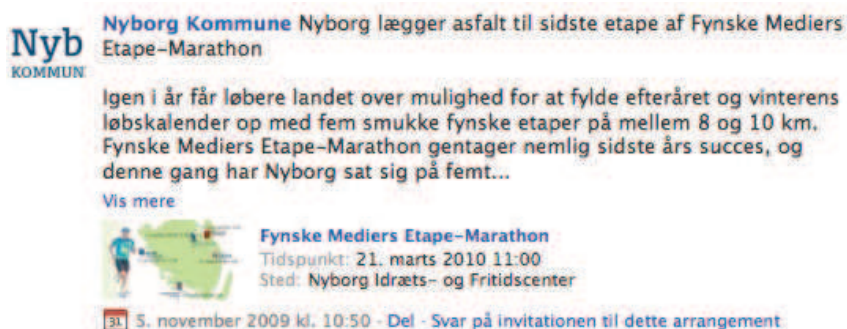 Nyb
KOMMUN
Nyborg Kommune Nyborg lægger asfalt til sidste etape af Fynske Mediers
Etape-Marathon
Igen i år får løbere landet over mulighed for at fylde efteråret og vinterens
løbskalender op med fem smukke fynske etaper på mellem 8 og 10 km.
Fynske Mediers Etape-Marathon gentager nemlig sidste års succes, og
denne gang har Nyborg sat sig på femt...
Vis mere
Fynske Mediers Etape-Marathon
Tidspunkt: 21. marts 2010 11:00
Sted: Nyborg Idræts- og Fritidscenter
31 5. november 2009 kl. 10:50 · Del · Svar på invitationen til dette arrangement